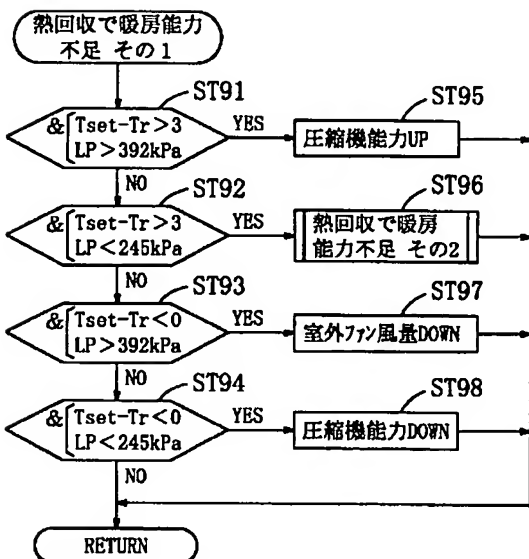 熱回収で暖房能力
不足 その1
ST91
&{Tset-Tr>3
LP>392kPa
YES
ST95
圧縮機能力UP
NO
ST92
&{Tset-Tr>3
LP<245kPa
YES
ST96
熱回収で暖房
能力不足 その2
NO
ST93
&{Tset-Tr<0
LP>392kPa
YES
ST97
室外ファン風量DOWN
NO
ST94
&{Tset-Tr<0
LP<245kPa
YES
ST98
圧縮機能力DOWN
NO
RETURN